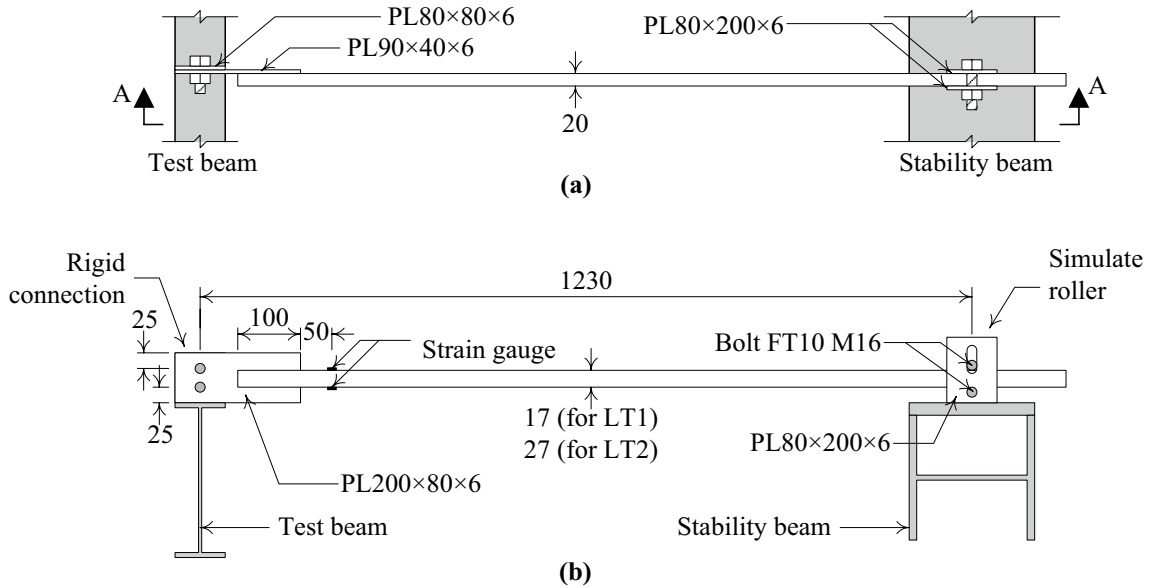 PL80×80×6
PL90×40×6
PL80×200×6
A
A
20
Test beam
Stability beam
(a)
Rigid
connection
1230
Simulate
roller
25
100
50
Strain gauge
Bolt FT10 M16
25
17 (for LT1)
27 (for LT2)
PL80×200×6
PL200×80×6
Test beam
Stability beam
(b)